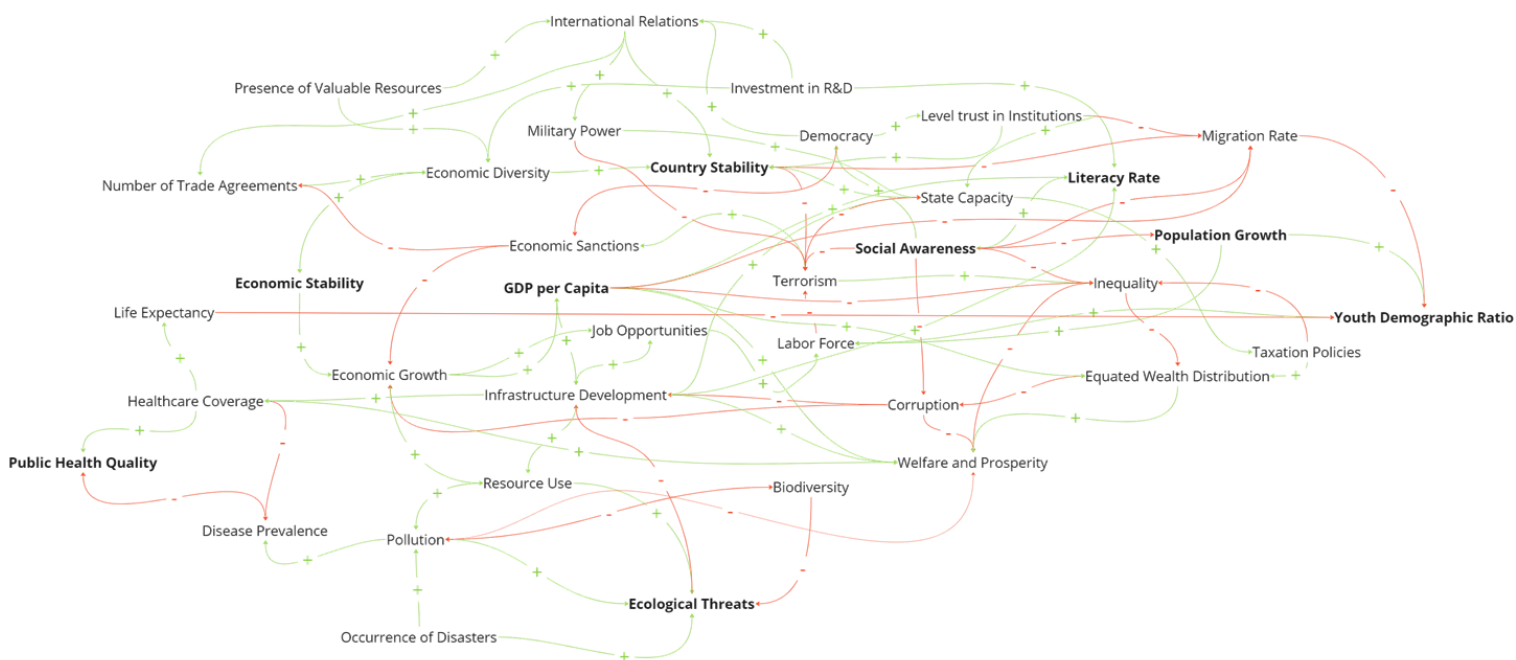 International Relations
Presence of Valuable Resources
Investment in R&D
Level trust in Institutions
Military Power
Democracy
Migration Rate
Country Stability
Economic Diversity
Literacy Rate
Number of Trade Agreements
State Capacity
Population Growth
Economic Sanctions
Social Awareness
Economic Stability
GDP per Capita
Terrorism
Inequality
Life Expectancy
Youth Demographic Ratio
Job Opportunities
Labor Force
Taxation Policies
Economic Growth
Equated Wealth Distribution
Infrastructure Development
Healthcare Coverage
Corruption
Public Health Quality
Welfare and Prosperity
Resource Use
Biodiversity
Disease Prevalence
Pollution
Ecological Threats
Occurrence of Disasters